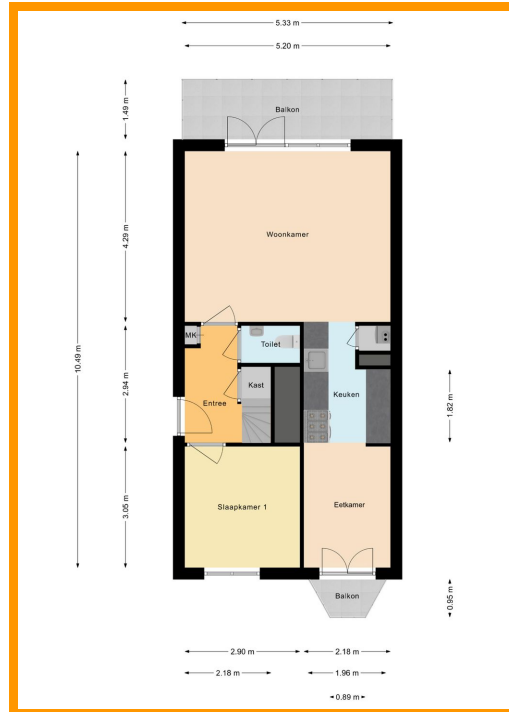 5.33 m
5.20 m
1.49 m
Balkon
10.49 m
4.29 m
Woonkamer
MK
Toilet
2.94 m
Kast
Keuken
Entree
1.82 m
3.05 m
Slaapkamer 1
Eetkamer
Balkon
0.95 m
2.90 m
2.18 m
2.18 m
1.96 m
0.89 m